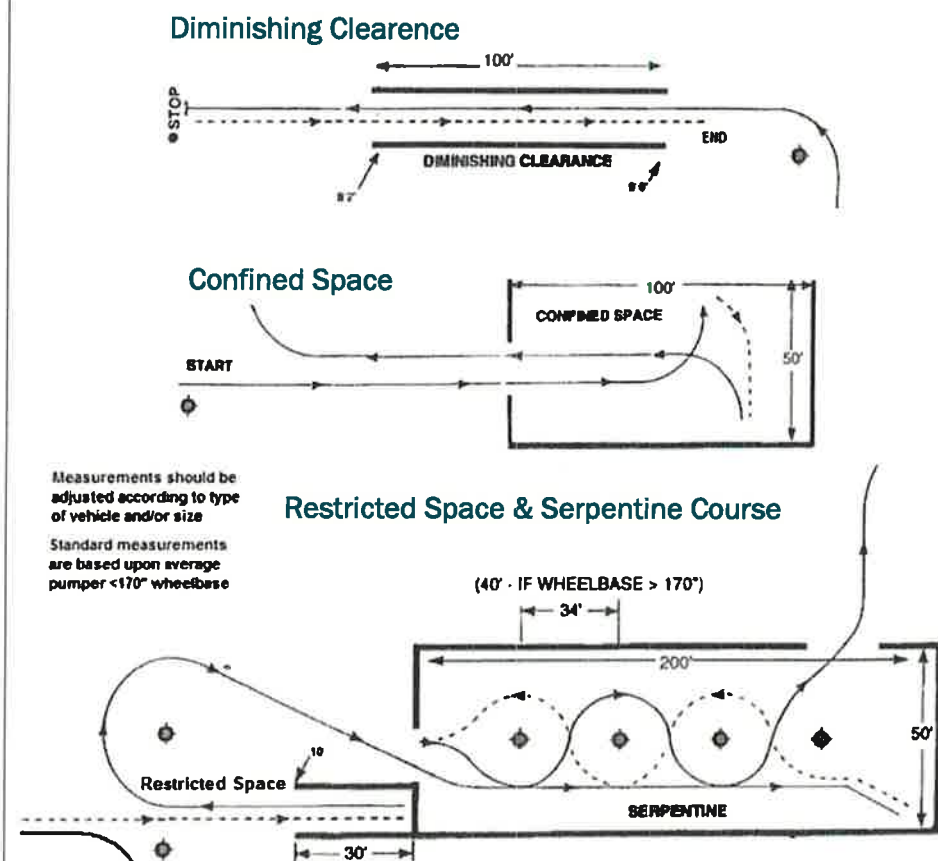 Diminishing Clearence
100'
STOP
END
DIMINISHING CLEARANCE
Confined Space
100'
CONFINED SPACE
START
50'
Measurements should be
adjusted according to type
of vehicle and/or size
Standard measurements
are based upon average
pumper <170" wheelbase
Restricted Space & Serpentine Course
(40' - IF WHEELBASE > 170")
34'
200'
50'
10'
Restricted Space
SERPENTINE
30'